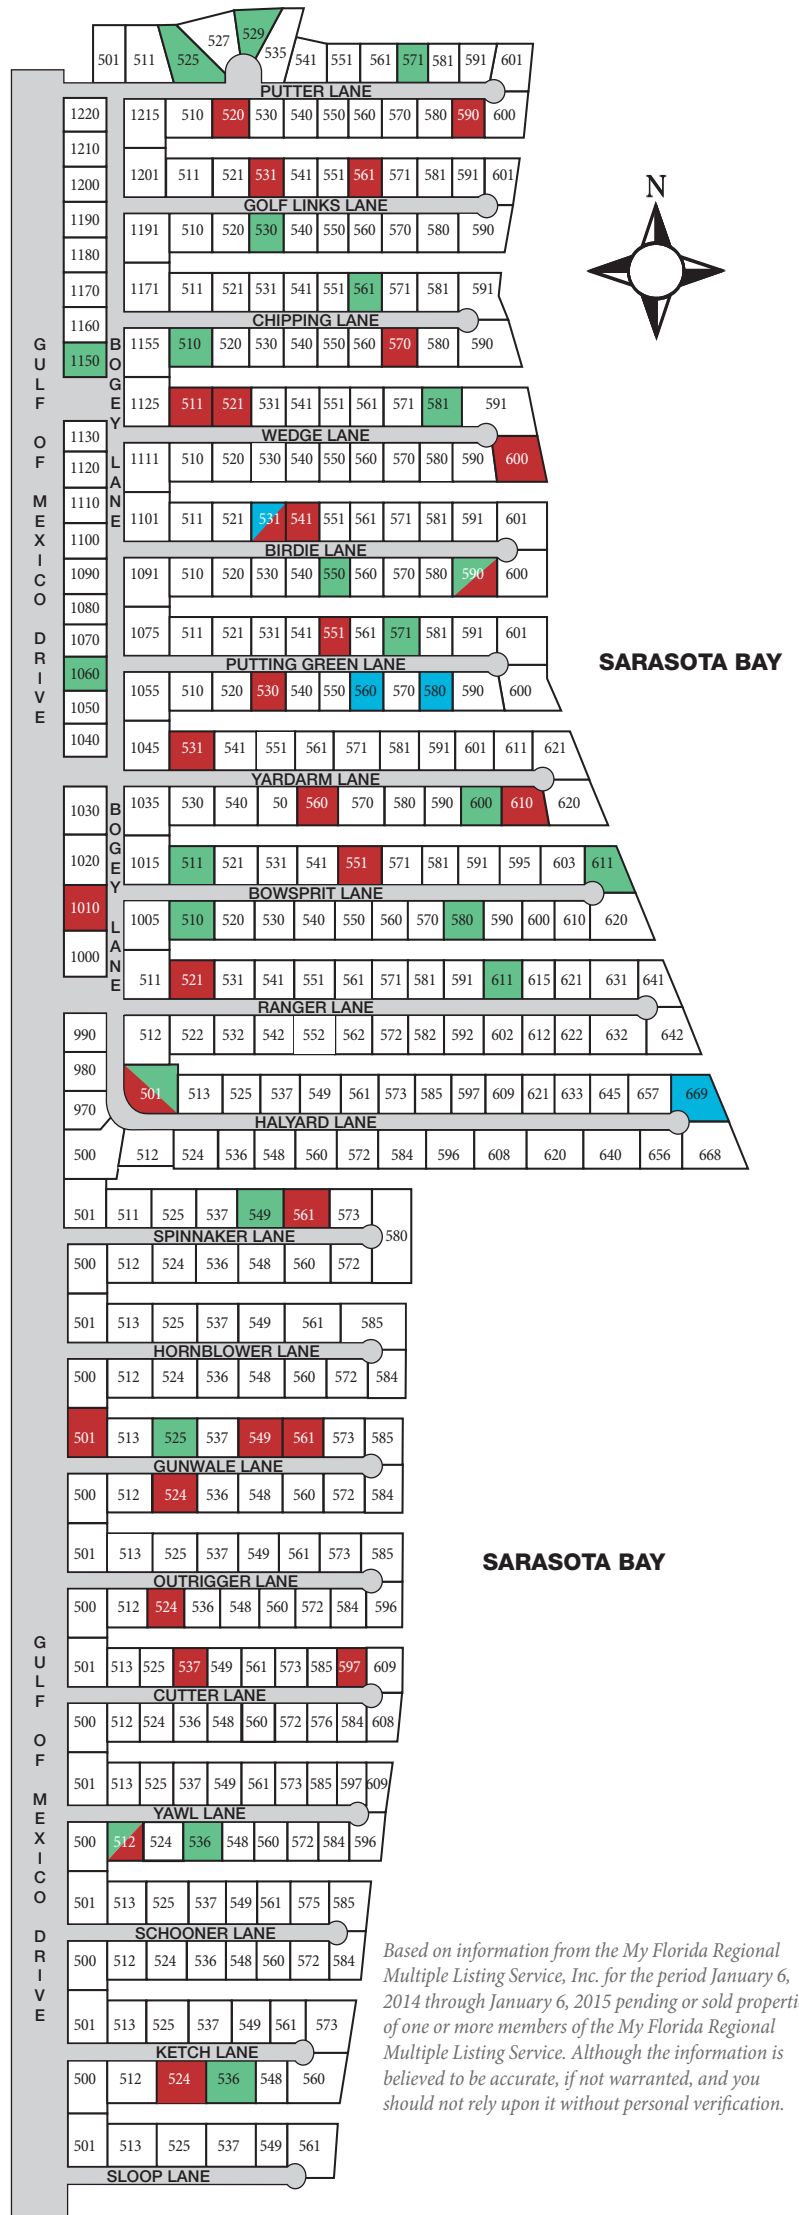 527 529
501 511 525 535 541 551 561 571 581 591 601
PUTTER LANE
1220 1215 510 520 530 540 550 560 570 580 590 600
1210
1200 1201 511 521 531 541 551 561 571 581 591 601
GOLF LINKS LANE
1190 1191 510 520 530 540 550 560 570 580 590
1180
1170 1171 511 521 531 541 551 561 571 581 591
CHIPPING LANE
1160 1155 510 520 530 540 550 560 570 580 590
1150
1125 511 521 531 541 551 561 571 581 591
WEDGE LANE
1130
1120 1111 510 520 530 540 550 560 570 580 590 600
1110 1101 511 521 531 541 551 561 571 581 591 601
1100
BIRDIE LANE
1090 1091 510 520 530 540 550 560 570 580 590 600
1080
1070 1075 511 521 531 541 551 561 571 581 591 601
PUTTING GREEN LANE
1060
1050 1055 510 520 530 540 550 560 570 580 590 600
1040 1045 531 541 551 561 571 581 591 601 611 621
YARDARM LANE
1030 1035 530 540 50 560 570 580 590 600 610 620
1020 1015 511 521 531 541 551 571 581 591 595 603 611
BOWSPRIT LANE
1010 1005 510 520 530 540 550 560 570 580 590 600 610 620
1000 511 521 531 541 551 561 571 581 591 611 615 621 631 641
RANGER LANE
990 512 522 532 542 552 562 572 582 592 602 612 622 632 642
980
970 501 513 525 537 549 561 573 585 597 609 621 633 645 657 669
HALYARD LANE
500 512 524 536 548 560 572 584 596 608 620 640 656 668
501 511 525 537 549 561 573 580
SPINNAKER LANE
500 512 524 536 548 560 572
501 513 525 537 549 561 585
HORNBLOWER LANE
500 512 524 536 548 560 572 584
501 513 525 537 549 561 573 585
GUNWALE LANE
500 512 524 536 548 560 572 584
501 513 525 537 549 561 573 585
OUTRIGGER LANE
500 512 524 536 548 560 572 584 596
501 513 525 537 549 561 573 585 597 609
CUTTER LANE
500 512 524 536 548 560 572 576 584 608
501 513 525 537 549 561 573 585 597 609
YAWL LANE
500 512 524 536 548 560 572 584 596
501 513 525 537 549 561 575 585
SCHOONER LANE
500 512 524 536 548 560 572 584
501 513 525 537 549 561 573
KETCH LANE
500 512 524 536 548 560
501 513 525 537 549 561
SLOOP LANE
GULF OF MEXICO DRIVE
BOGEY LANE
BOGEY LANE
GULF OF MEXICO DRIVE
N
SARASOTA BAY
SARASOTA BAY
Based on information from the My Florida Regional
Multiple Listing Service, Inc. for the period January 6,
2014 through January 6, 2015 pending or sold properti
of one or more members of the My Florida Regional
Multiple Listing Service. Although the information is
believed to be accurate, if not warranted, and you
should not rely upon it without personal verification.